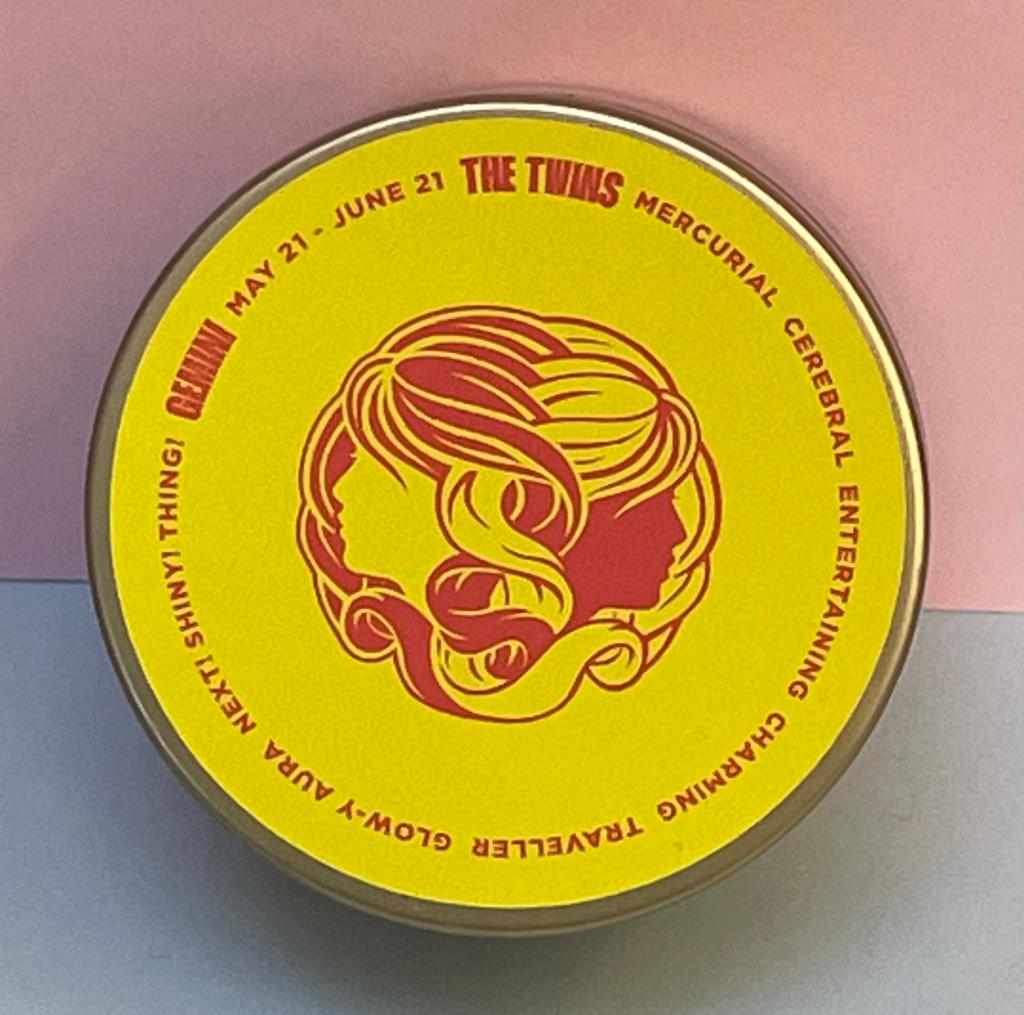 GEMINI MAY 21 - JUNE 21 THE TWINS MERCURIAL CEREBRAL ENTERTAINING CHARMING TRAVELLER GLOW-Y AURA NEXT! SHINY! THING!